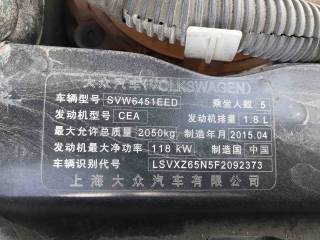 大众汽车(VOLKSWAGEN)
车辆型号 SVW6451EED 乘坐人数 5
发动机型号 CEA 发动机排量 1.8 L
最大允许总质量 2050kg 制造年月 2015.04
发动机最大净功率 118 kW 制造国 中国
车辆识别代号 LSVXZ65N5F2092373
上海大众汽车有限公司